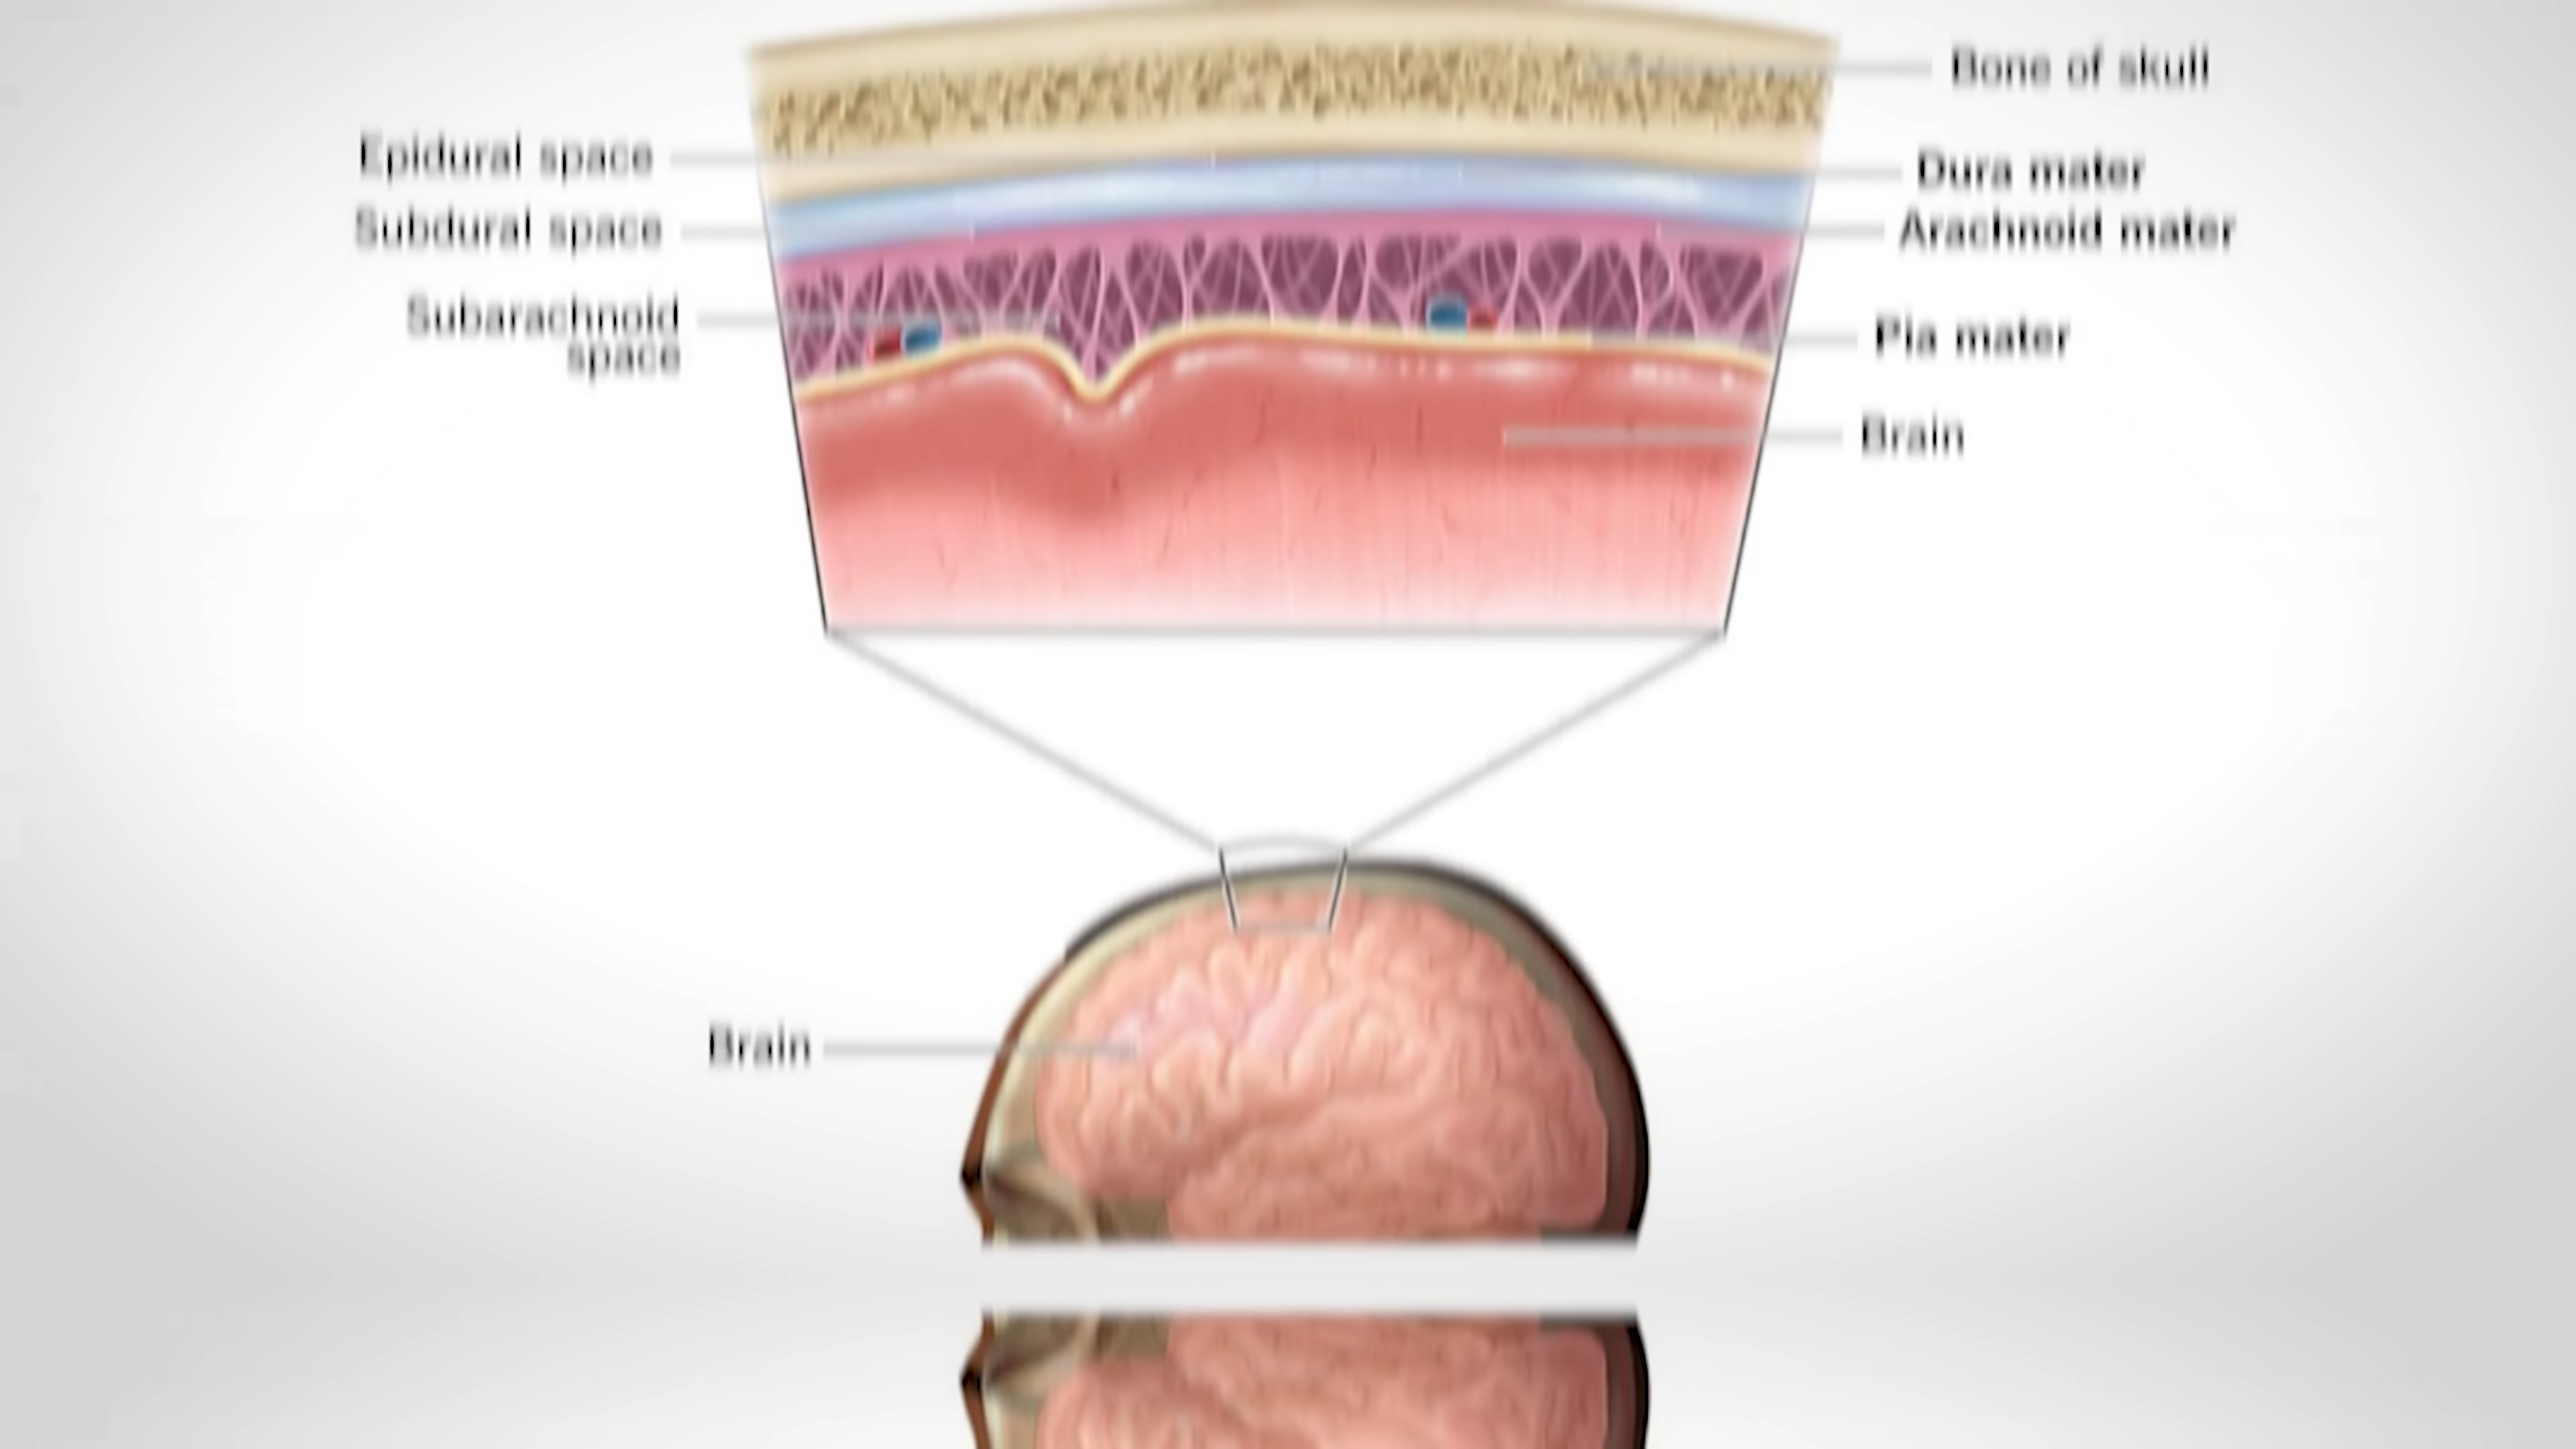 Bone of skull
Epidural space
Dura mater
Subdural space
Arachnoid mater
Subarachnoid
space
Pia mater
Brain
Brain